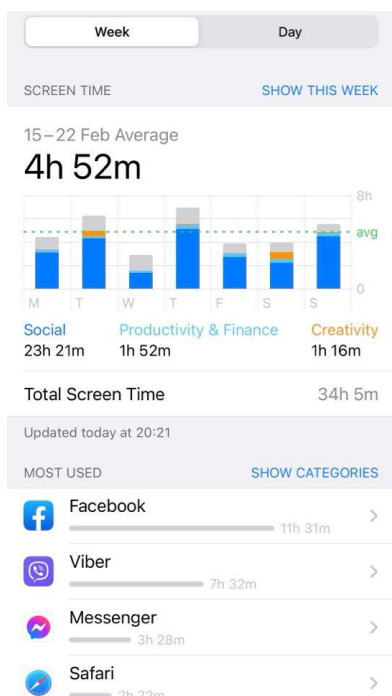 Week Day
SCREEN TIME SHOW THIS WEEK
15–22 Feb Average
4h 52m
8h
avg
0
M T W T F S S
Social Productivity & Finance Creativity
23h 21m 1h 52m 1h 16m
Total Screen Time 34h 5m
Updated today at 20:21
MOST USED SHOW CATEGORIES
Facebook
11h 31m
Viber
7h 32m
Messenger
3h 28m
Safari
2h 22m